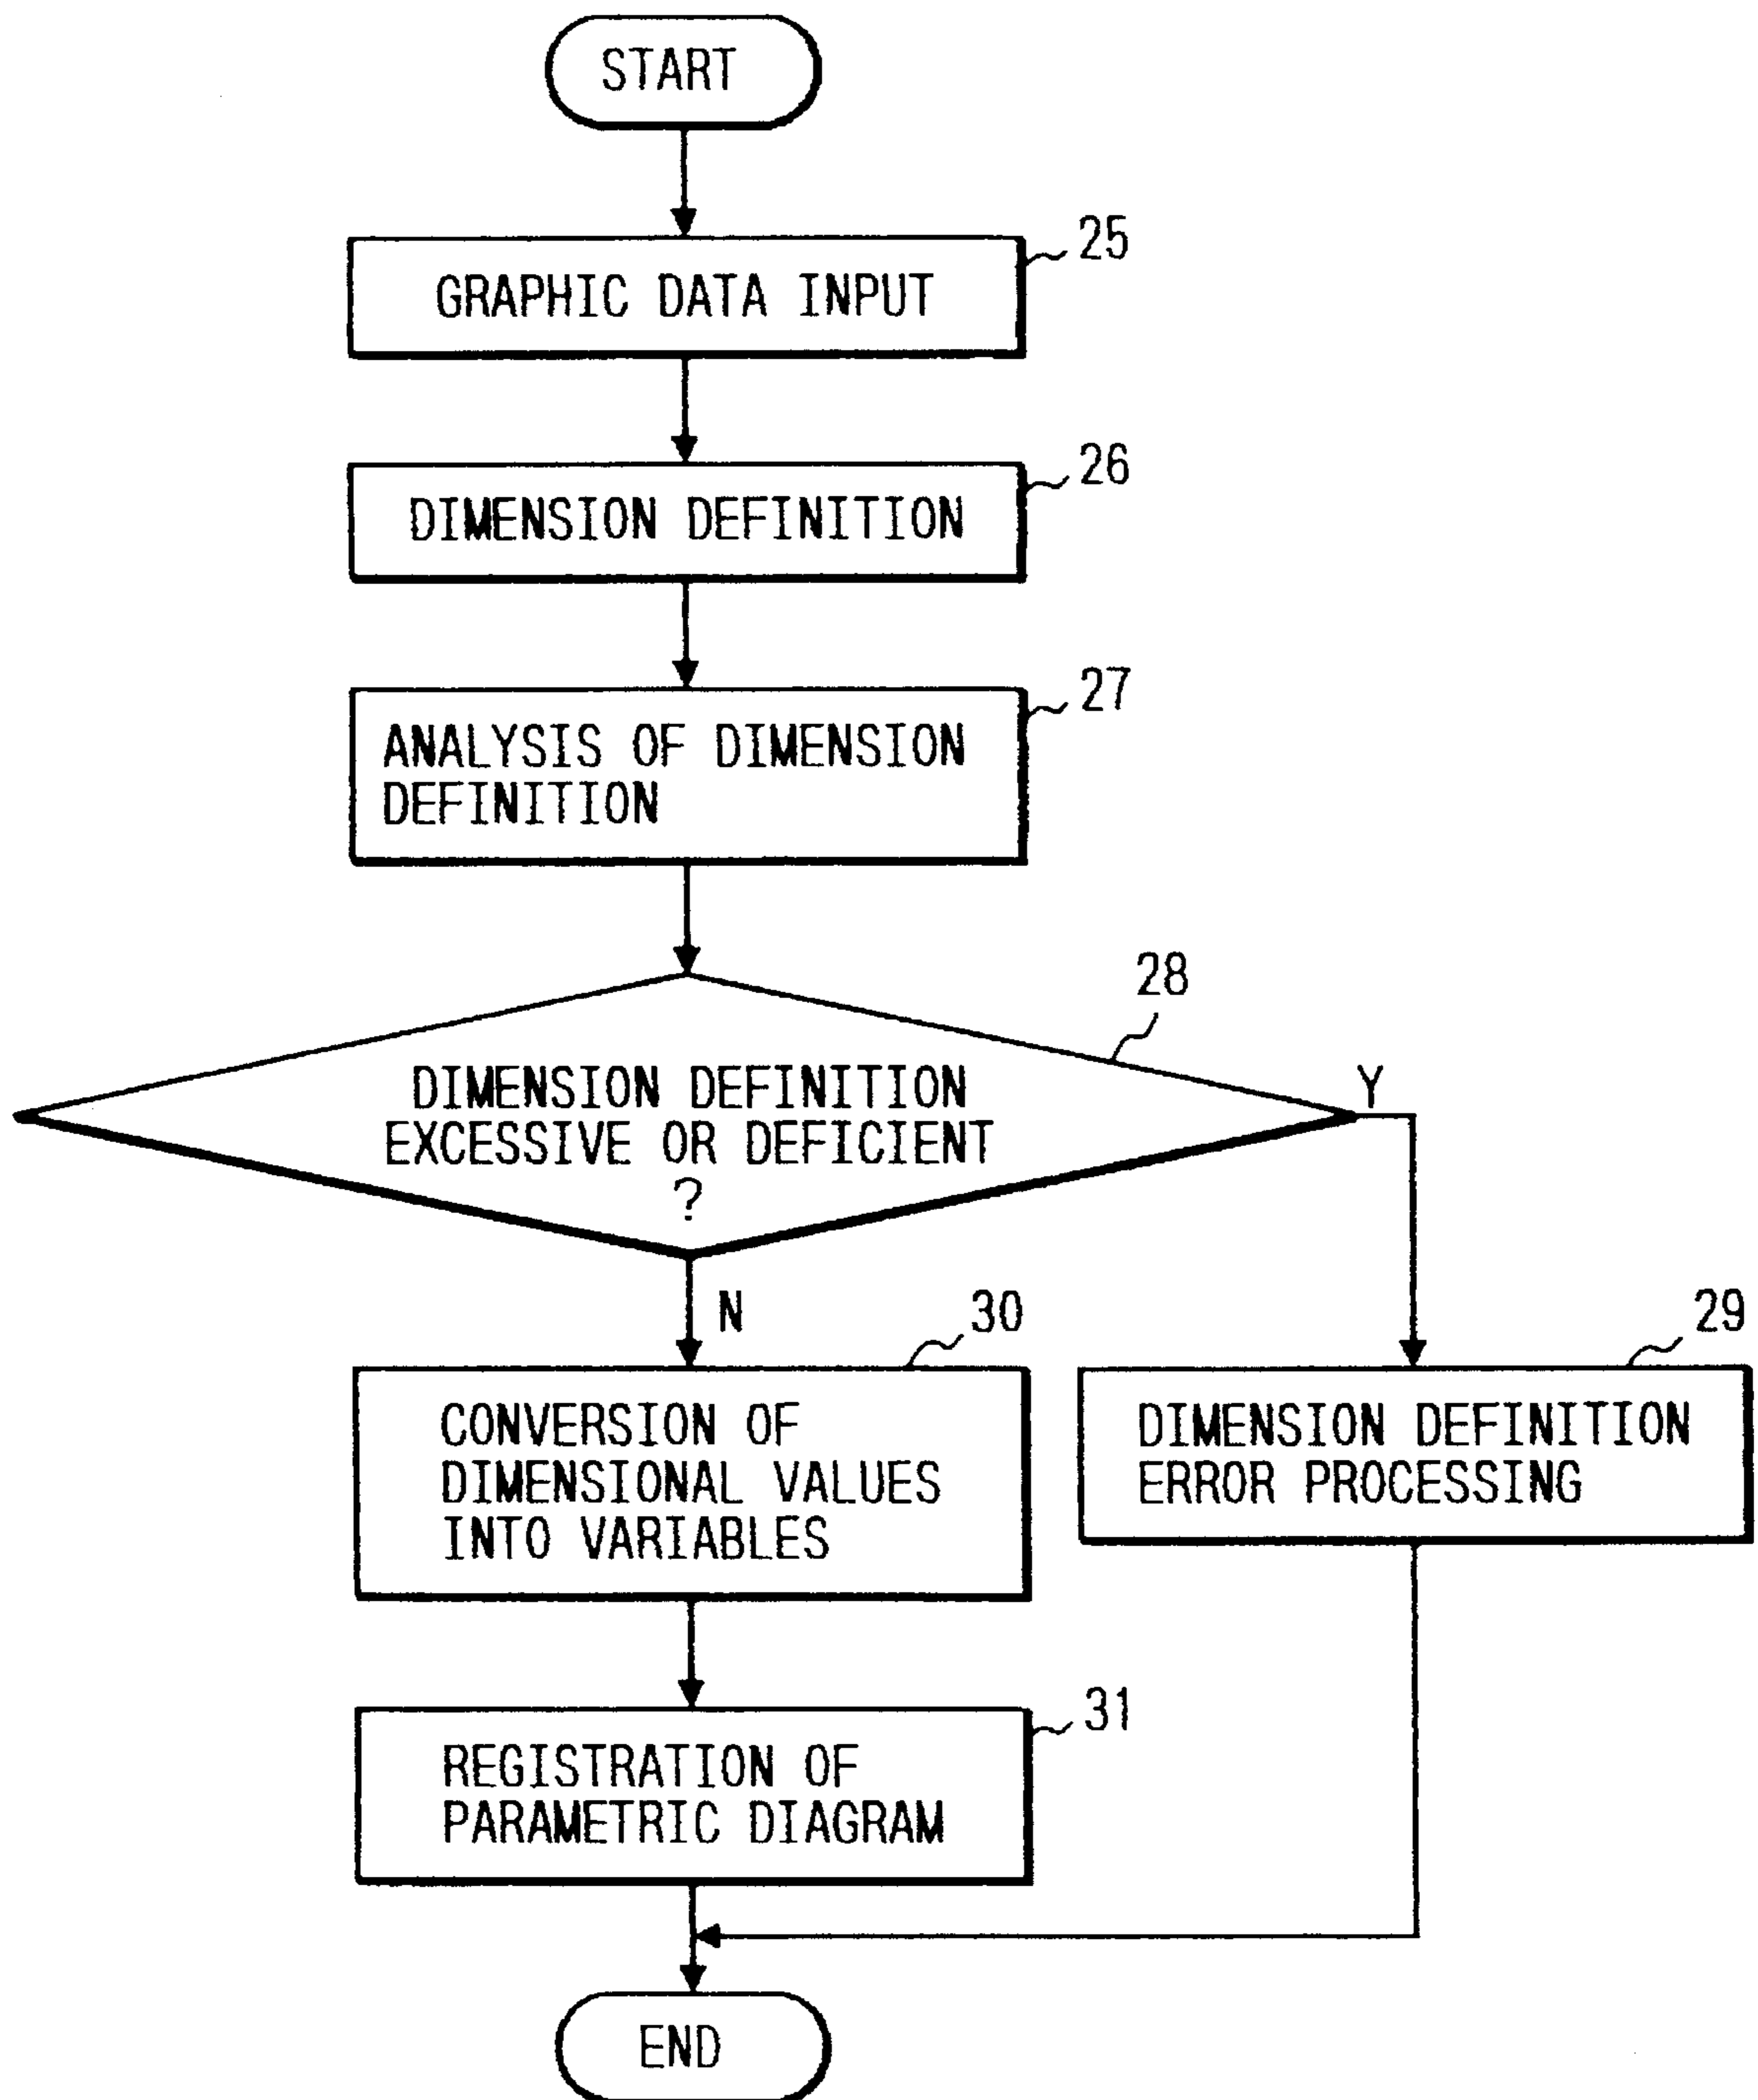 START
25
GRAPHIC DATA INPUT
26
DIMENSION DEFINITION
27
ANALYSIS OF DIMENSION
DEFINITION
28
DIMENSION DEFINITION
EXCESSIVE OR DEFICIENT
?
Y
N
30
CONVERSION OF
DIMENSIONAL VALUES
INTO VARIABLES
29
DIMENSION DEFINITION
ERROR PROCESSING
31
REGISTRATION OF
PARAMETRIC DIAGRAM
END